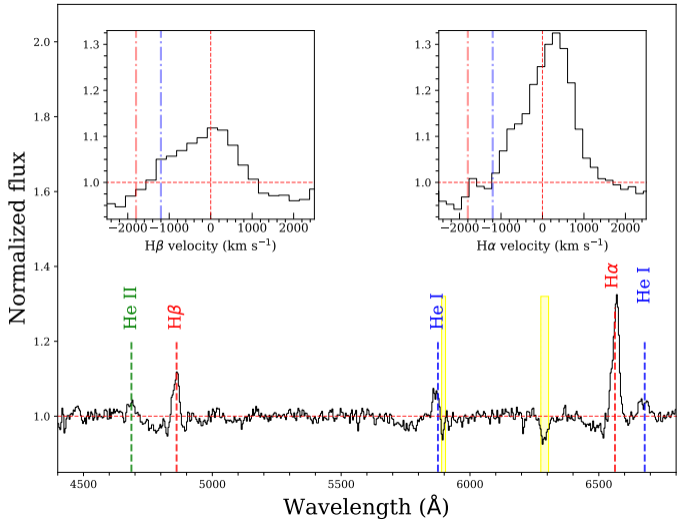 Normalized flux
2.0
1.8
1.6
1.4
1.2
1.0
1.3
1.2
1.1
1.0
−2000 −1000 0 1000 2000
Hβ velocity (km s⁻¹)
1.3
1.2
1.1
1.0
−2000 −1000 0 1000 2000
Hα velocity (km s⁻¹)
He II
Hβ
He I
Hα
He I
4500 5000 5500 6000 6500
Wavelength (Å)